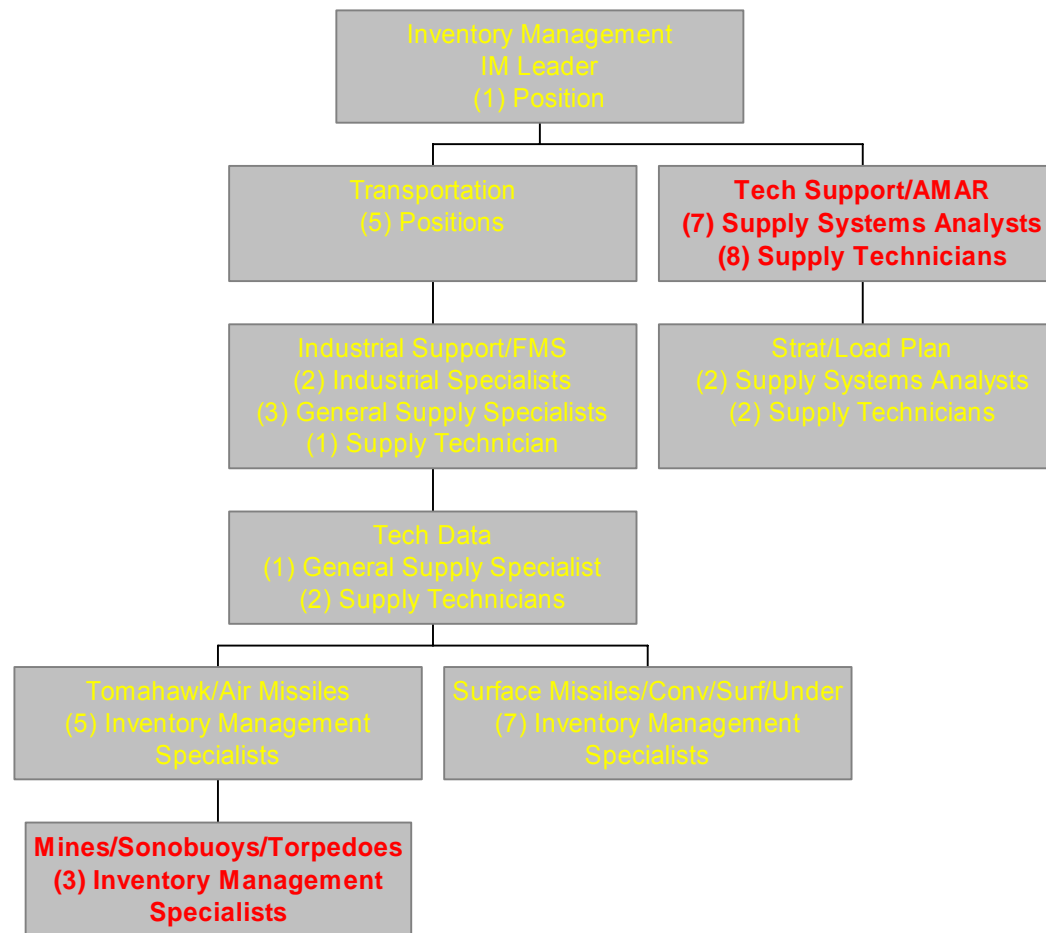 Inventory Management
IM Leader
(1) Position
Transportation
(5) Positions
Tech Support/AMAR
(7) Supply Systems Analysts
(8) Supply Technicians
Industrial Support/FMS
(2) Industrial Specialists
(3) General Supply Specialists
(1) Supply Technician
Strat/Load Plan
(2) Supply Systems Analysts
(2) Supply Technicians
Tech Data
(1) General Supply Specialist
(2) Supply Technicians
Tomahawk/Air Missiles
(5) Inventory Management
Specialists
Surface Missiles/Conv/Surf/Under
(7) Inventory Management
Specialists
Mines/Sonobuoys/Torpedoes
(3) Inventory Management
Specialists